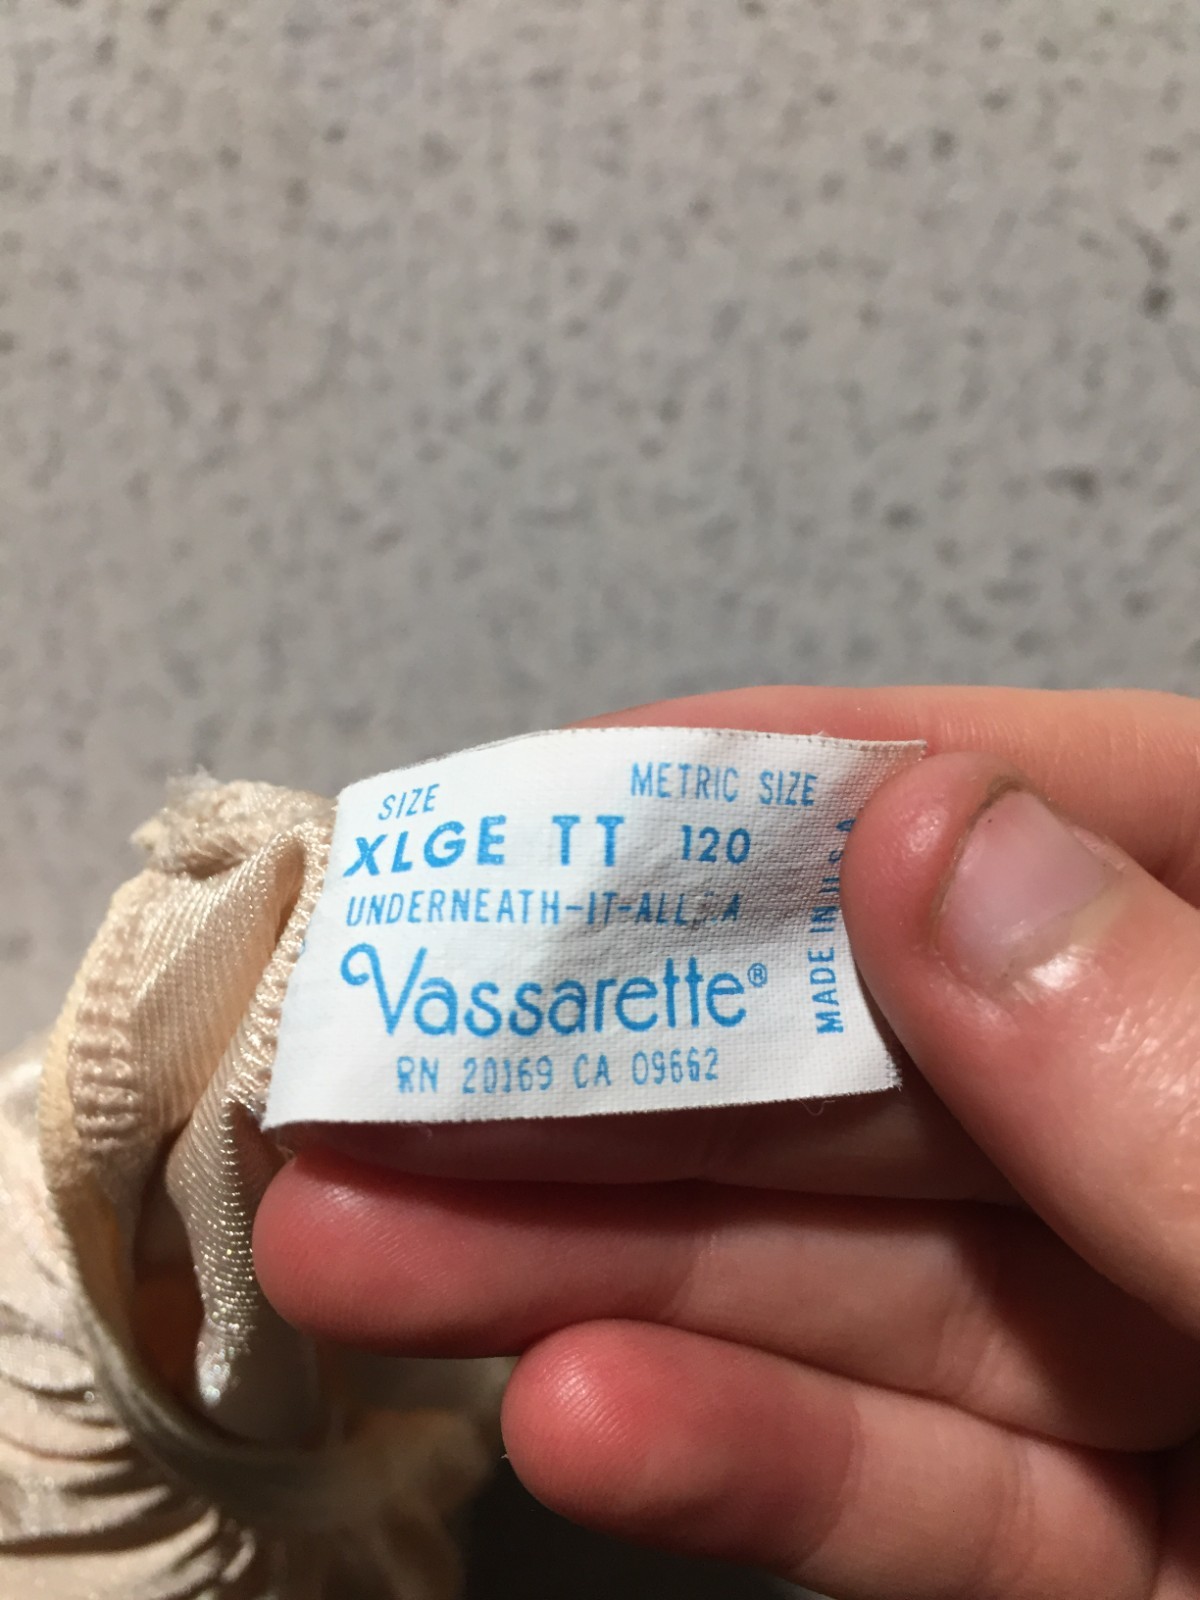 SIZE METRIC SIZE
XLGE TT 120
UNDERNEATH-IT-ALL
Vassarette®
RN 20169 CA 09662
MADE IN U.S.A